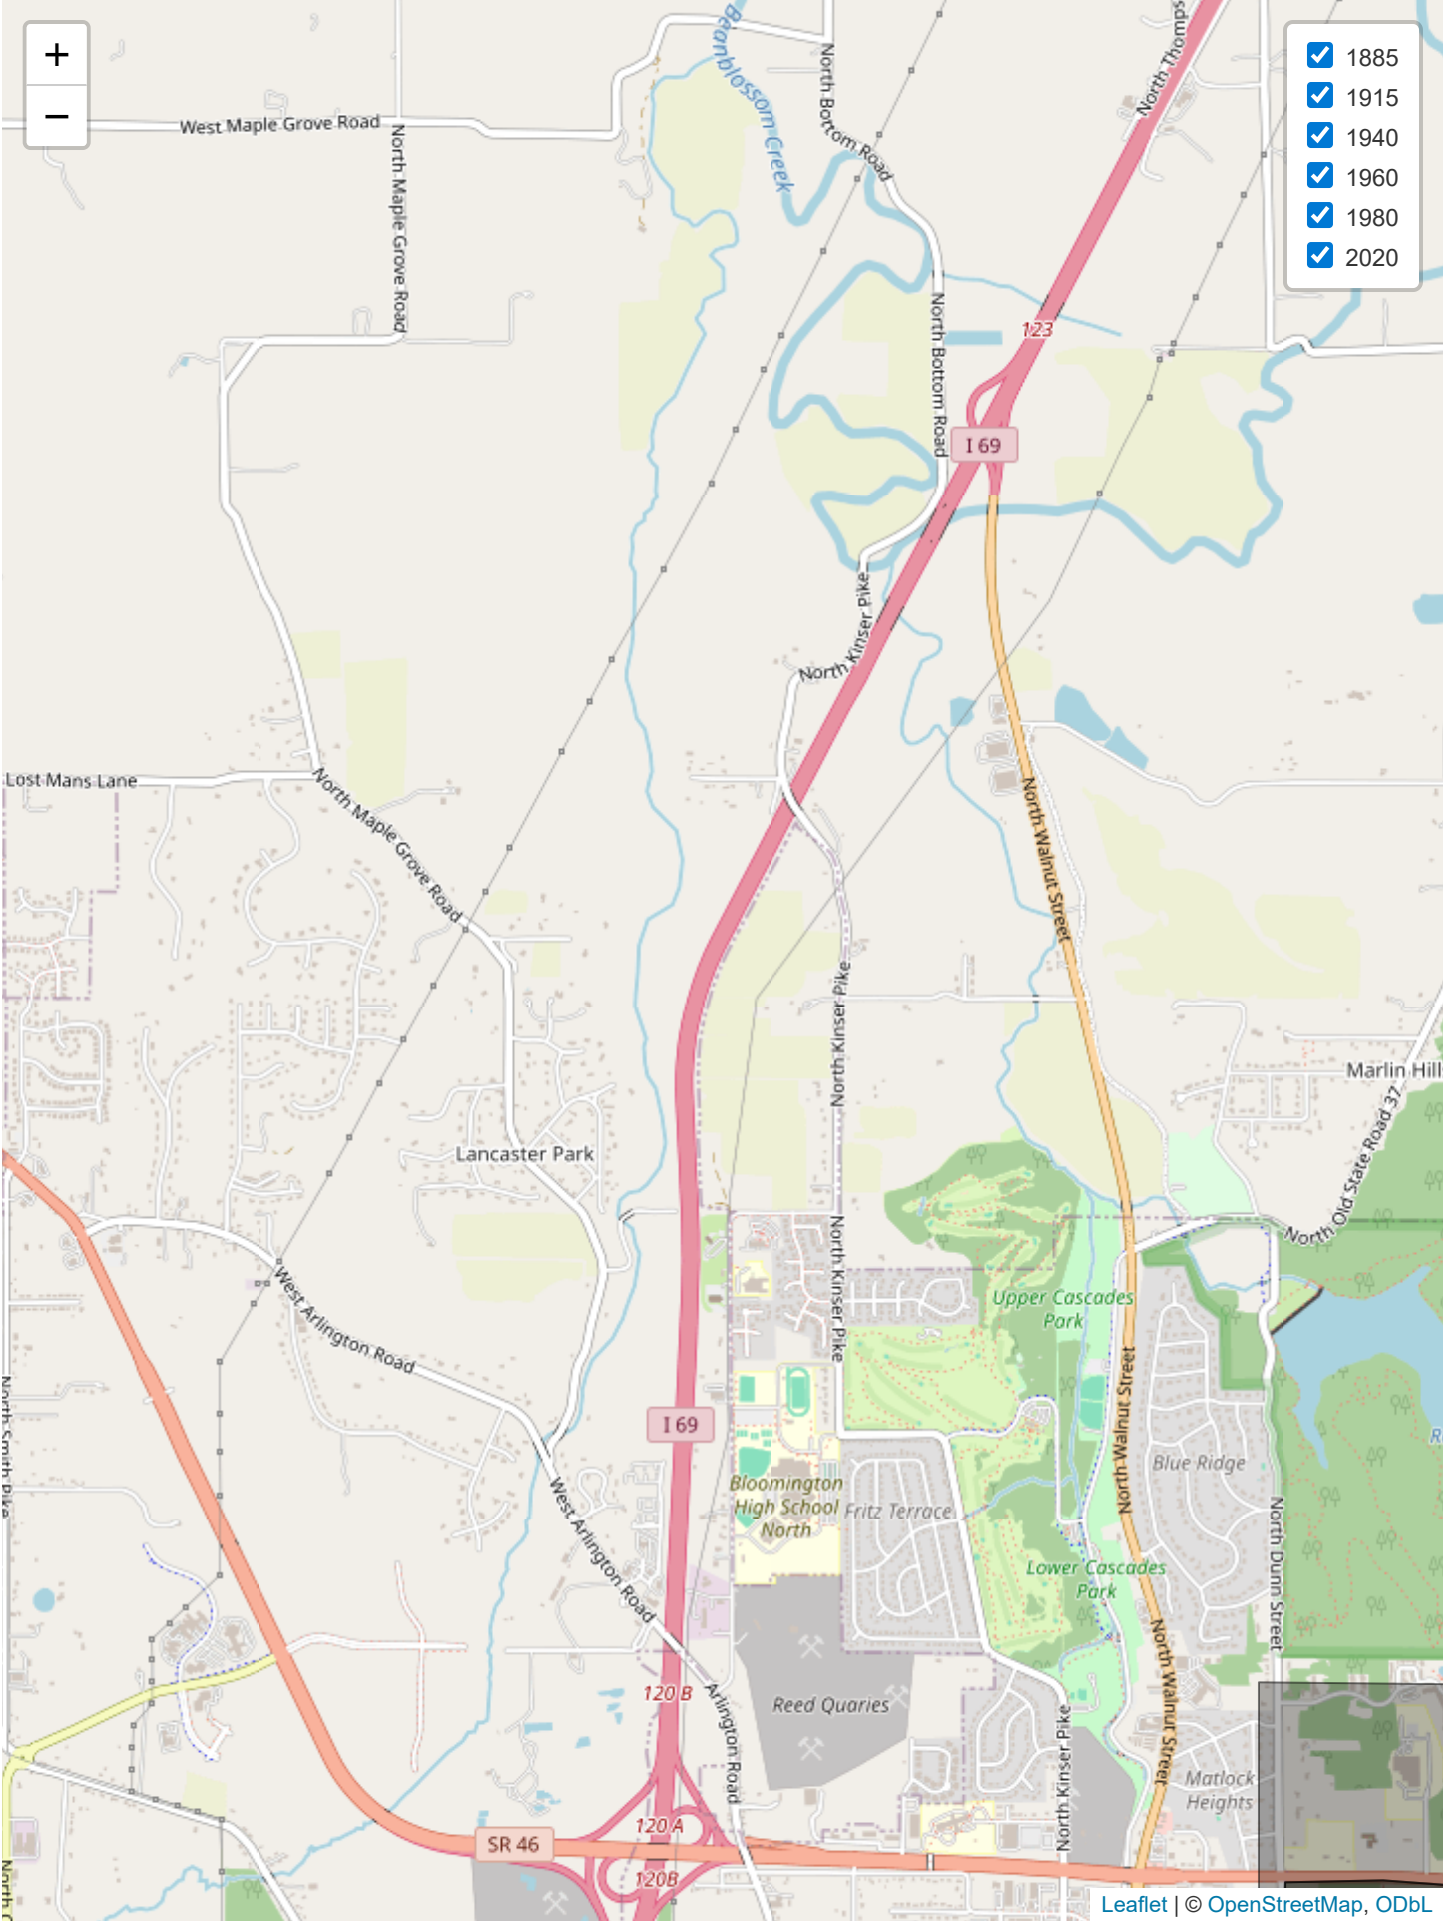 +
−
1885
1915
1940
1960
1980
2020
Beanblossom Creek
North Bottom Road
West Maple Grove Road
North Maple Grove Road
123
North Bottom Road
I 69
North Kinser Pike
Lost Mans Lane
North Maple Grove Road
North Walnut Street
North Kinser Pike
Marlin Hill
Lancaster Park
North Old State Road 37
North Kinser Pike
West Arlington Road
Upper Cascades
Park
North Walnut Street
I 69
Blue Ridge
Bloomington
High School
North
Fritz Terrace
West Arlington Road
North Smith Pike
North Dunn Street
Lower Cascades
Park
North Walnut Street
120 B
Reed Quaries
Arlington Road
North Kinser Pike
Matlock
Heights
120 A
SR 46
120B
Leaflet | © OpenStreetMap, ODbL